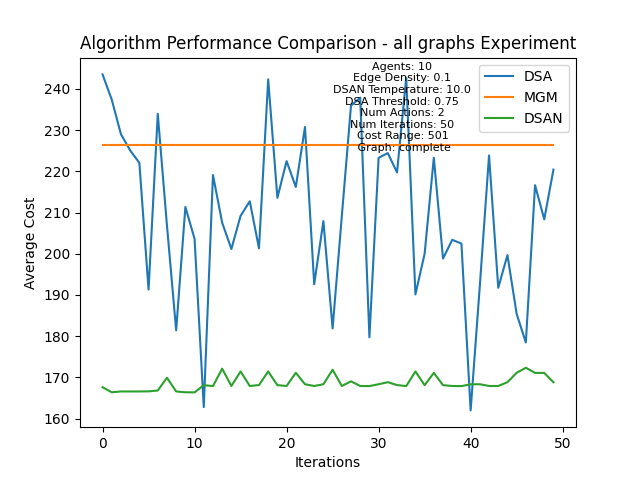 Algorithm Performance Comparison - all graphs Experiment
Agents: 10
Edge Density: 0.1
DSAN Temperature: 10.0
DSA Threshold: 0.75
Num Actions: 2
Num Iterations: 50
Cost Range: 501
Graph: complete
DSA
MGM
DSAN
Average Cost
240
230
220
210
200
190
180
170
160
0 10 20 30 40 50
Iterations